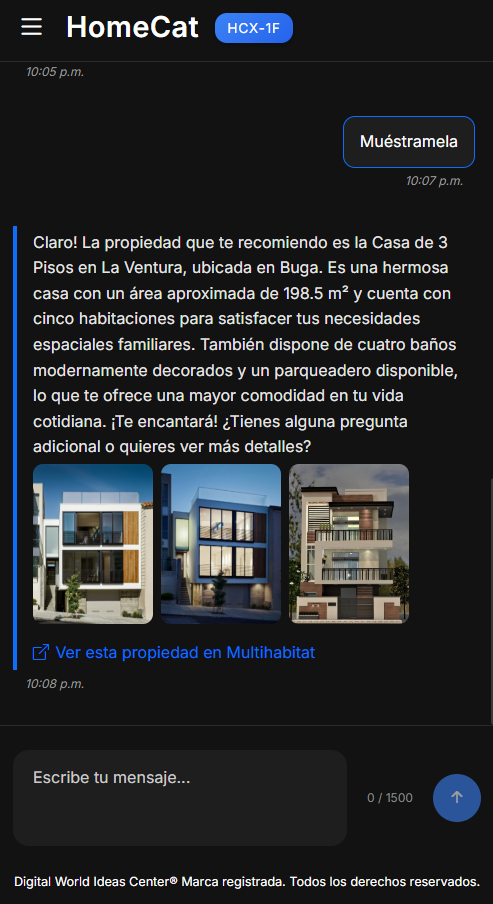 HomeCat HCX-1F
10:05 p.m.
Muéstramela
10:07 p.m.
Claro! La propiedad que te recomiendo es la Casa de 3
Pisos en La Ventura, ubicada en Buga. Es una hermosa
casa con un área aproximada de 198.5 m² y cuenta con
cinco habitaciones para satisfacer tus necesidades
espaciales familiares. También dispone de cuatro baños
modernamente decorados y un parqueadero disponible,
lo que te ofrece una mayor comodidad en tu vida
cotidiana. ¡Te encantará! ¿Tienes alguna pregunta
adicional o quieres ver más detalles?
Ver esta propiedad en Multihabitat
10:08 p.m.
Escribe tu mensaje...
0 / 1500
Digital World Ideas Center® Marca registrada. Todos los derechos reservados.